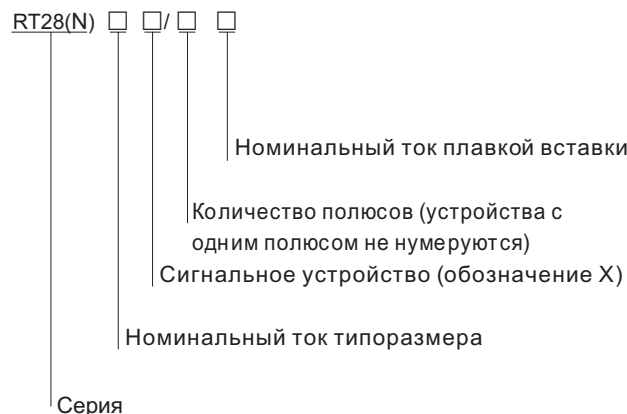 RT28(N) □ □/□ □
Номинальный ток плавкой вставки
Количество полюсов (устройства с
одним полюсом не нумеруются)
Сигнальное устройство (обозначение X)
Номинальный ток типоразмера
Серия